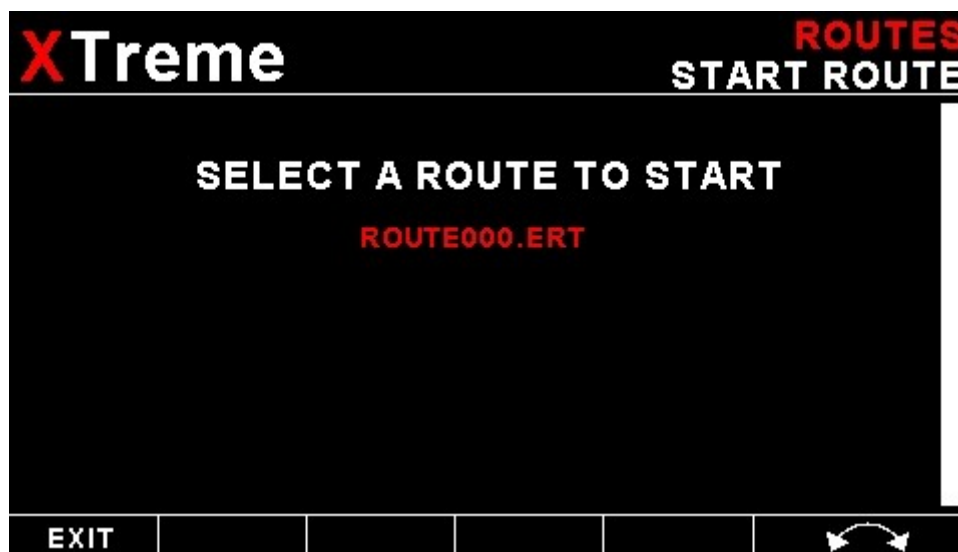 XTreme
ROUTES
START ROUTE
SELECT A ROUTE TO START
ROUTE000.ERT
EXIT